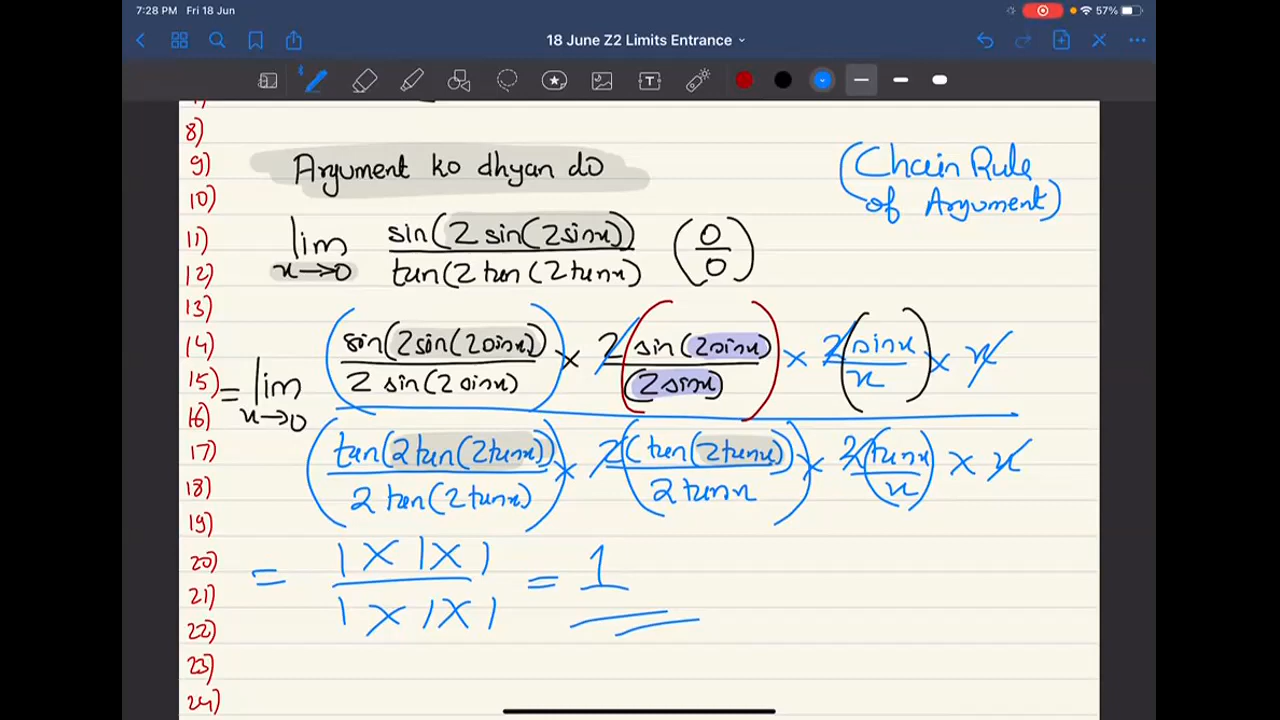 7:28 PM Fri 18 Jun
57%
18 June Z2 Limits Entrance
7)
8)
9) Argument ko dhyan do
(Chain Rule
of Argument)
10)
11) lim sin(2 sin(2sinx)) (0/0)
12) x→0 tan(2 tan(2 tanx)
13)
14) (sin(2sin(2sinx)) × 2 (sin(2sinx) × 2 (sinx) × x
15) = lim 2 sin(2sinx) (2sinx) x
16) x→0
17) (tan(2tan(2tanx)) × 2 (tan(2tanx)) × 2 (tanx) × x
18) 2 tan(2tanx) 2tanx x
19)
20) = 1 × 1 × 1 = 1
21) 1 × 1 × 1
22)
23)
24)